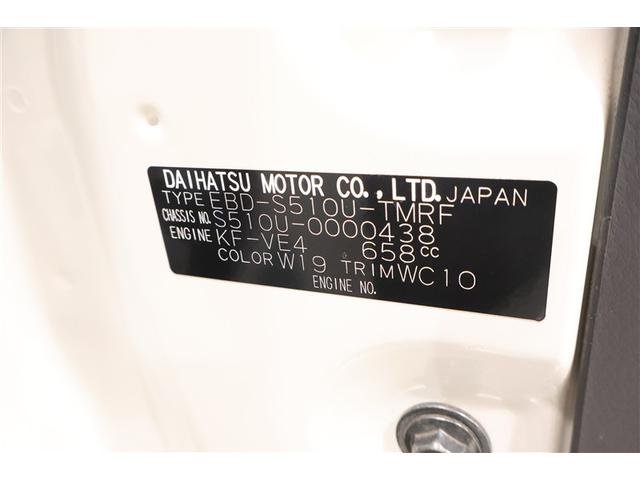 DAIHATSU MOTOR CO.,LTD. JAPAN
TYPE EBD-S510U-TMRF
CHASSIS NO. S510U-0000438
ENGINE KF-VE4 658cc
COLOR W19 TRIM WC10
ENGINE NO.